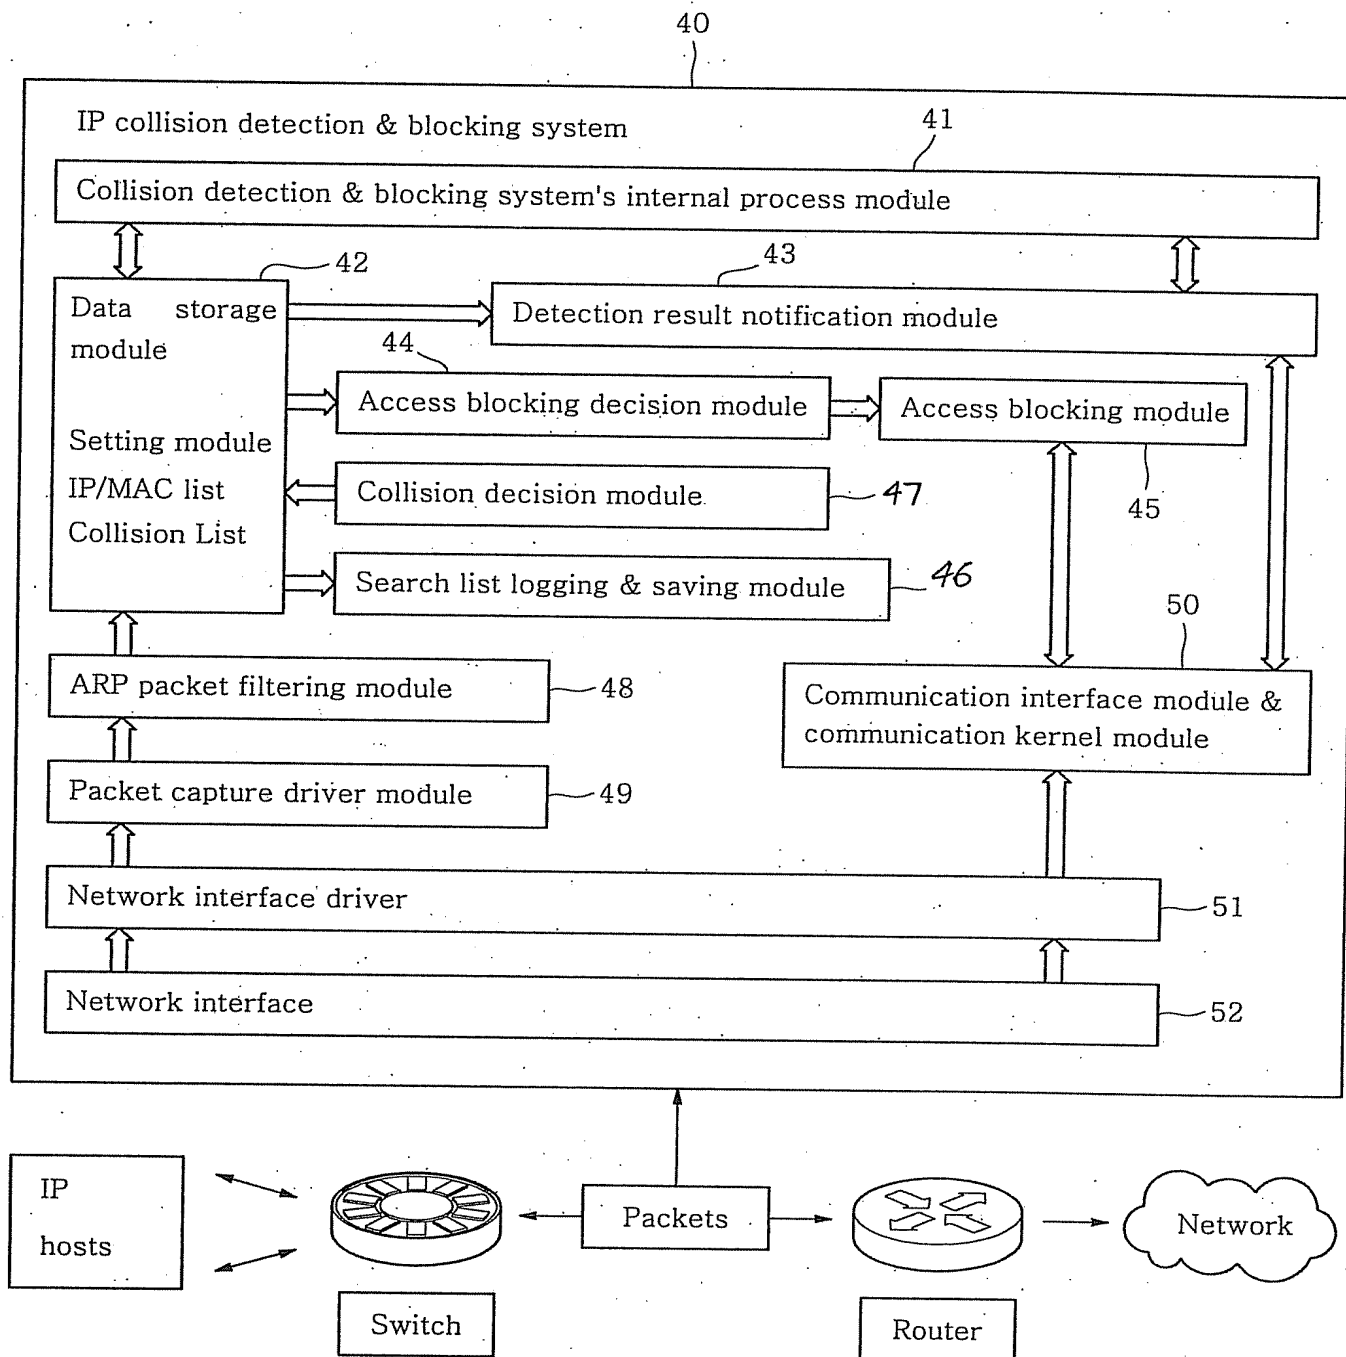 40
IP collision detection & blocking system
41
Collision detection & blocking system's internal process module
42
43
Data storage
module
Detection result notification module
44
Access blocking decision module
Access blocking module
Setting module
IP/MAC list
Collision List
Collision decision module
47
45
Search list logging & saving module
46
50
ARP packet filtering module
48
Communication interface module &
communication kernel module
Packet capture driver module
49
Network interface driver
51
Network interface
52
IP
hosts
Packets
Network
Switch
Router